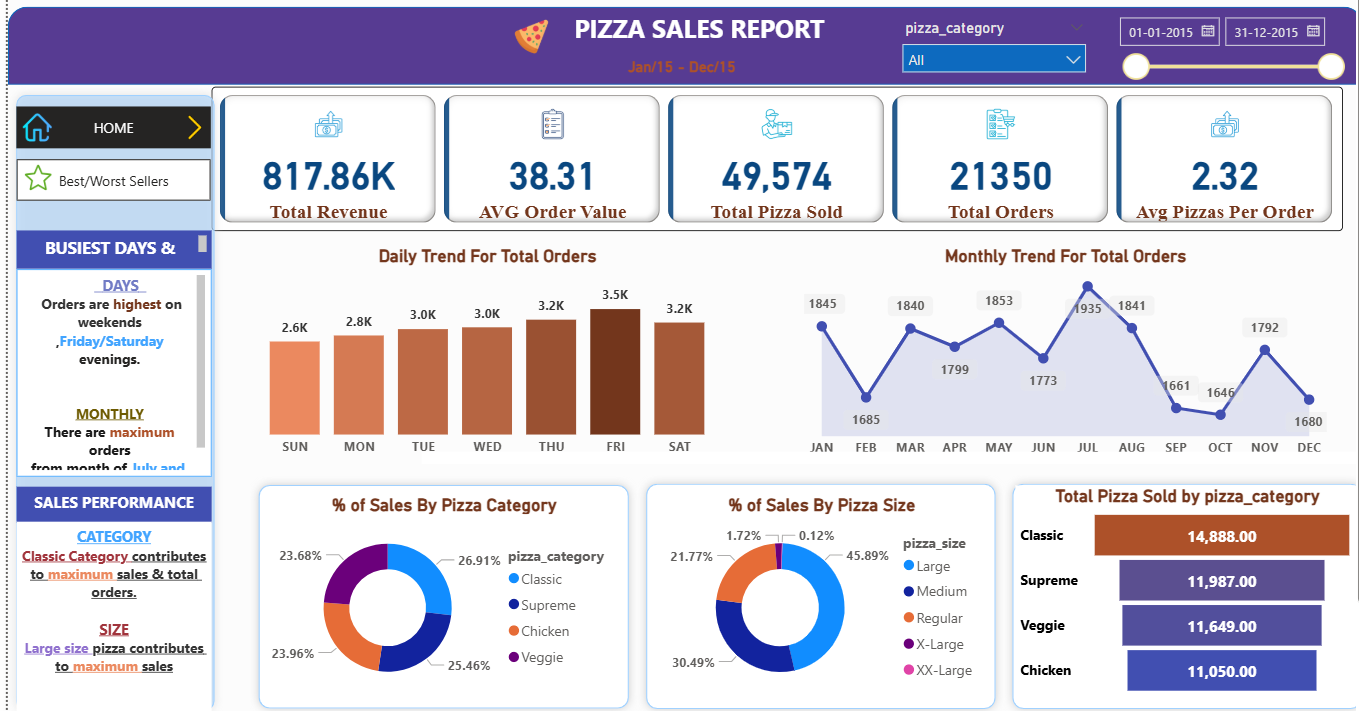 PIZZA SALES REPORT
Jan/15 - Dec/15
pizza_category
All
01-01-2015
31-12-2015
HOME
Best/Worst Sellers
817.86K
Total Revenue
38.31
AVG Order Value
49,574
Total Pizza Sold
21350
Total Orders
2.32
Avg Pizzas Per Order
BUSIEST DAYS &
DAYS
Orders are highest on
weekends
,Friday/Saturday
evenings.
MONTHLY
There are maximum
orders
from month of July and
SALES PERFORMANCE
CATEGORY
Classic Category contributes
to maximum sales & total
orders.
SIZE
Large size pizza contributes
to maximum sales
Daily Trend For Total Orders
2.6K
2.8K
3.0K
3.0K
3.2K
3.5K
3.2K
SUN
MON
TUE
WED
THU
FRI
SAT
Monthly Trend For Total Orders
1845
1685
1840
1799
1853
1773
1935
1841
1661
1646
1792
1680
JAN
FEB
MAR
APR
MAY
JUN
JUL
AUG
SEP
OCT
NOV
DEC
% of Sales By Pizza Category
23.68%
26.91%
23.96%
25.46%
pizza_category
Classic
Supreme
Chicken
Veggie
% of Sales By Pizza Size
1.72%
0.12%
21.77%
45.89%
30.49%
pizza_size
Large
Medium
Regular
X-Large
XX-Large
Total Pizza Sold by pizza_category
Classic
14,888.00
Supreme
11,987.00
Veggie
11,649.00
Chicken
11,050.00